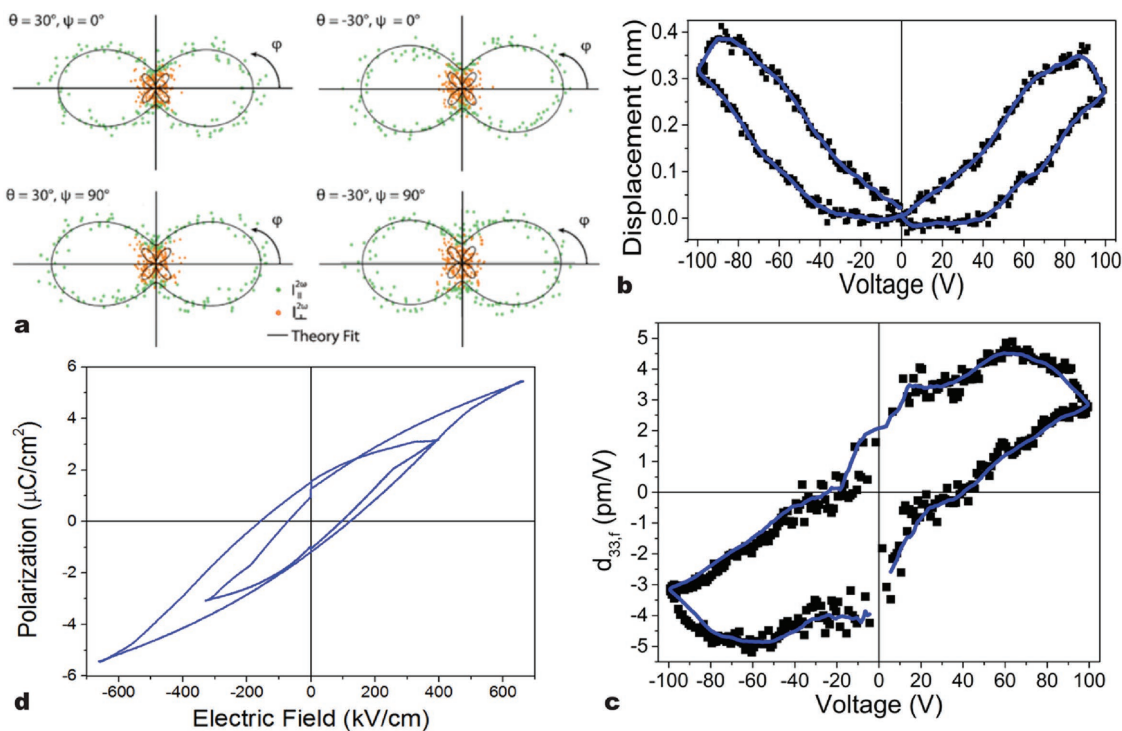 θ = 30°, ψ = 0°
φ
θ = -30°, ψ = 0°
φ
θ = 30°, ψ = 90°
φ
θ = -30°, ψ = 90°
φ
I∥2ω
I⊥2ω
Theory Fit
a
Displacement (nm)
0.4
0.3
0.2
0.1
0.0
-100 -80 -60 -40 -20 0 20 40 60 80 100
Voltage (V)
b
Polarization (μC/cm²)
6
4
2
0
-2
-4
-6
-600 -400 -200 0 200 400 600
Electric Field (kV/cm)
d
d33,f (pm/V)
5
4
3
2
1
0
-1
-2
-3
-4
-5
-100 -80 -60 -40 -20 0 20 40 60 80 100
Voltage (V)
c